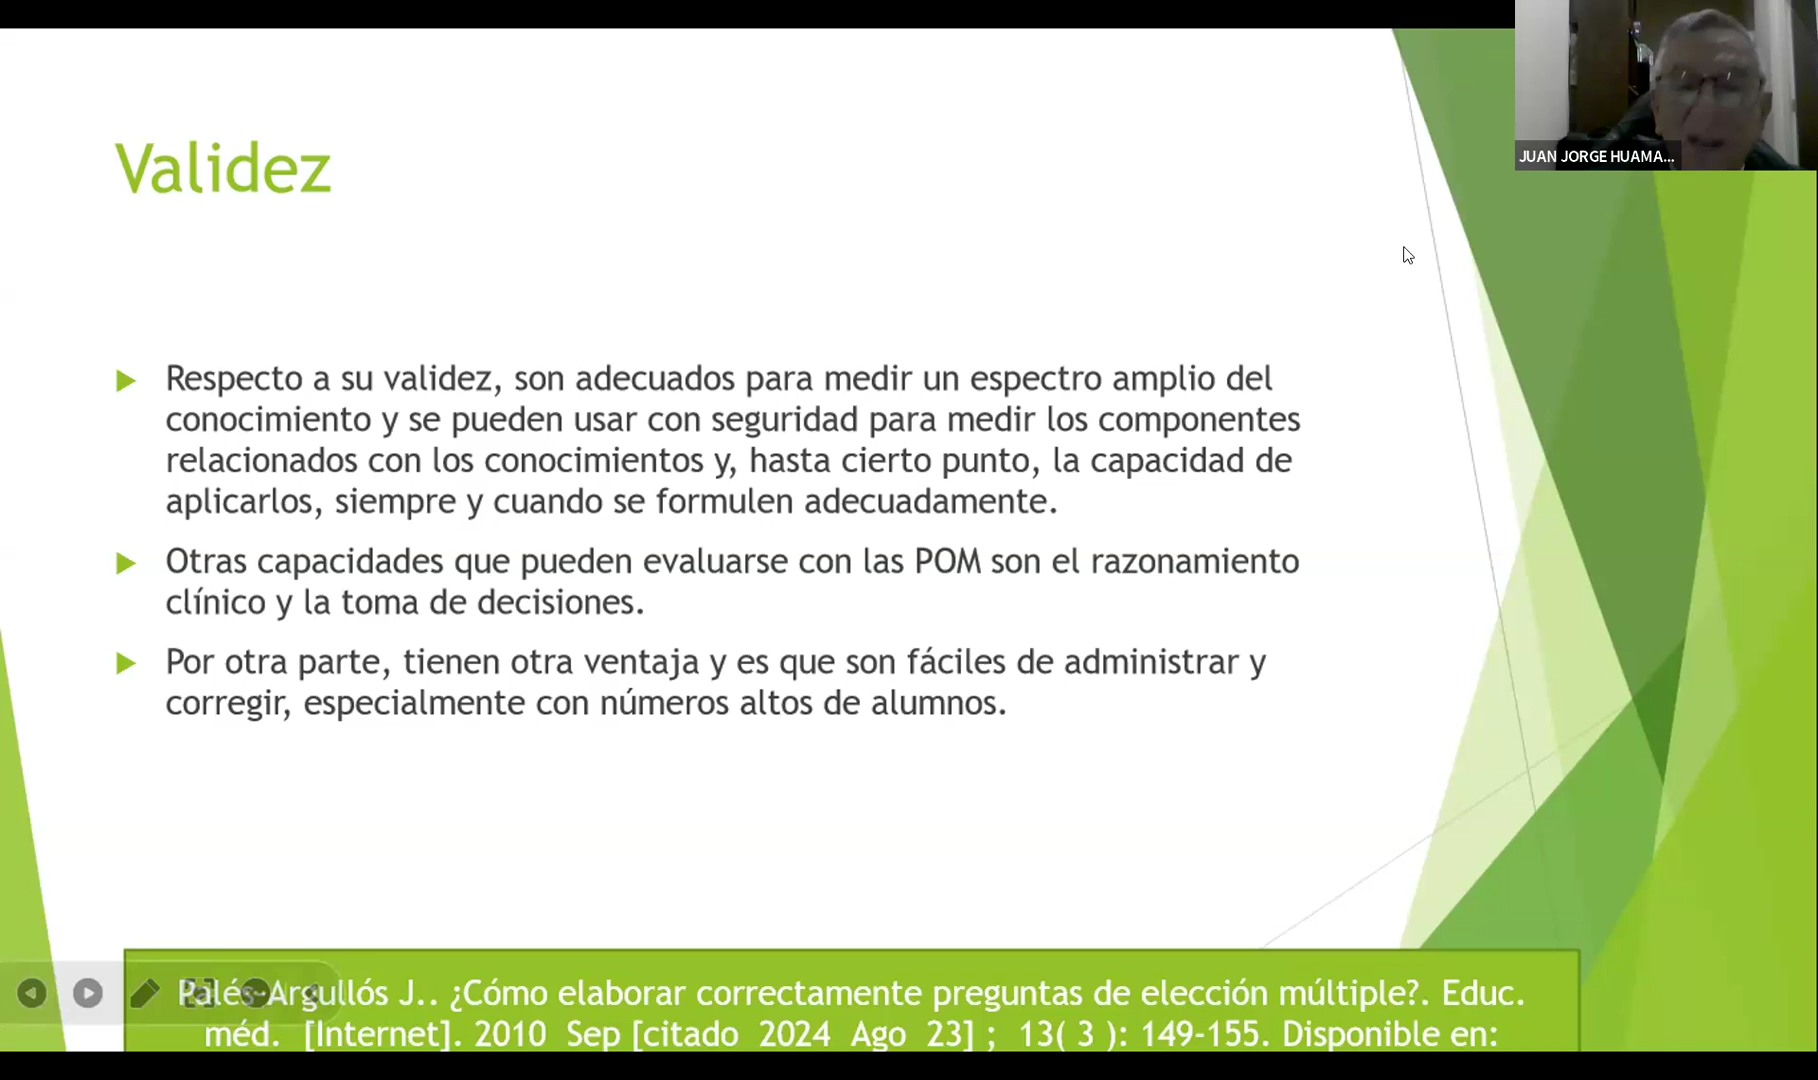 JUAN JORGE HUAMA...
Validez
Respecto a su validez, son adecuados para medir un espectro amplio del
conocimiento y se pueden usar con seguridad para medir los componentes
relacionados con los conocimientos y, hasta cierto punto, la capacidad de
aplicarlos, siempre y cuando se formulen adecuadamente.
Otras capacidades que pueden evaluarse con las POM son el razonamiento
clínico y la toma de decisiones.
Por otra parte, tienen otra ventaja y es que son fáciles de administrar y
corregir, especialmente con números altos de alumnos.
Palés-Argullós J.. ¿Cómo elaborar correctamente preguntas de elección múltiple?. Educ.
méd. [Internet]. 2010 Sep [citado 2024 Ago 23] ; 13( 3 ): 149-155. Disponible en: